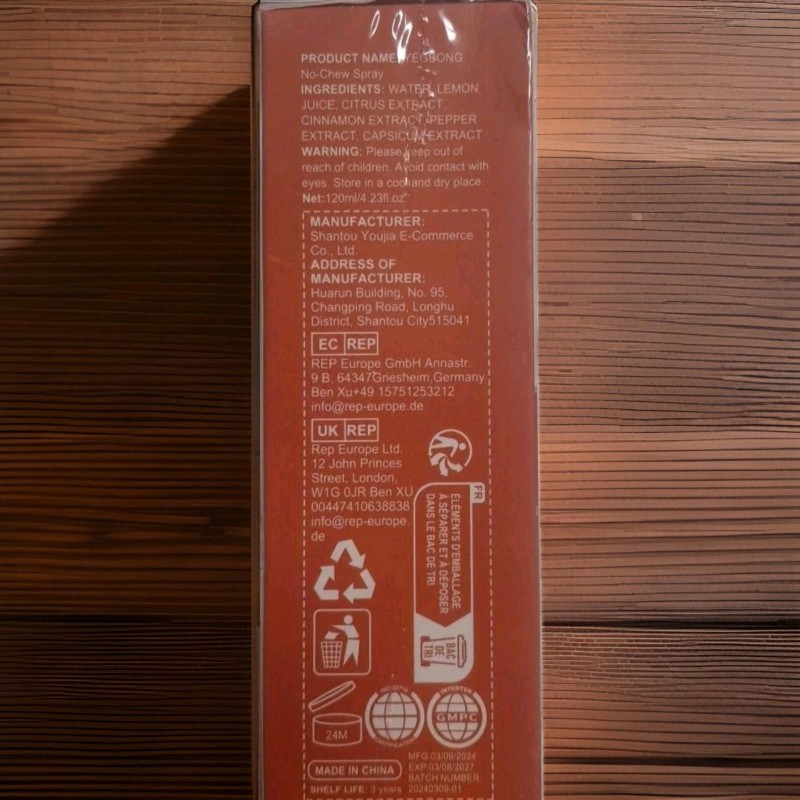 PRODUCT NAME: YEGBONG
No-Chew Spray
INGREDIENTS: WATER, LEMON
JUICE, CITRUS EXTRACT,
CINNAMON EXTRACT, PEPPER
EXTRACT, CAPSICUM EXTRACT
WARNING: Please keep out of
reach of children. Avoid contact with
eyes. Store in a cool and dry place.
Net:120ml/4.23fl.oz
MANUFACTURER:
Shantou Youjia E-Commerce
Co., Ltd.
ADDRESS OF
MANUFACTURER:
Huarun Building, No. 95,
Changping Road, Longhu
District, Shantou City515041
EC REP
REP Europe GmbH Annastr.
9 B. 64347Griesheim,Germany
Ben Xu+49 15751253212
info@rep-europe.de
UK REP
Rep Europe Ltd.
12 John Princes
Street, London,
W1G 0JR Ben XU
00447410638838
info@rep-europe.
de
FR
ÉLÉMENTS D'EMBALLAGE
À SÉPARER ET À DÉPOSER
DANS LE BAC DE TRI
BAC
DE
TRI
24M
GMPC
MFG:03/09/2024
EXP:03/08/2027
BATCH NUMBER:
20240309-01
MADE IN CHINA
SHELF LIFE: 3 years